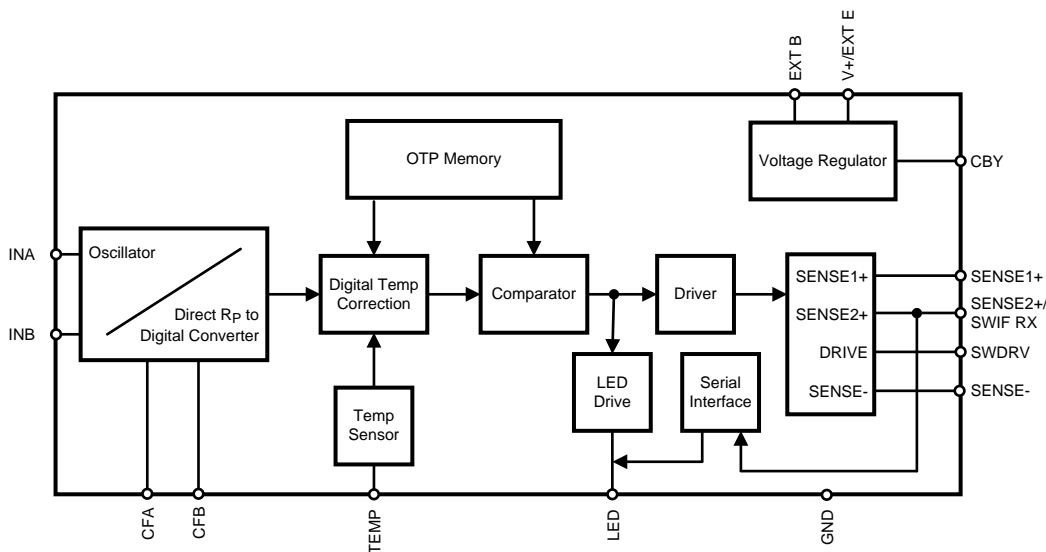 EXT B
V+/EXT E
OTP Memory
Voltage Regulator
CBY
INA
INB
Oscillator
Direct RP to
Digital Converter
Digital Temp
Correction
Comparator
Driver
SENSE1+
SENSE2+
DRIVE
SENSE-
SENSE1+
SENSE2+/
SWIF RX
SWDRV
SENSE-
Temp
Sensor
LED
Drive
Serial
Interface
CFA
CFB
TEMP
LED
GND